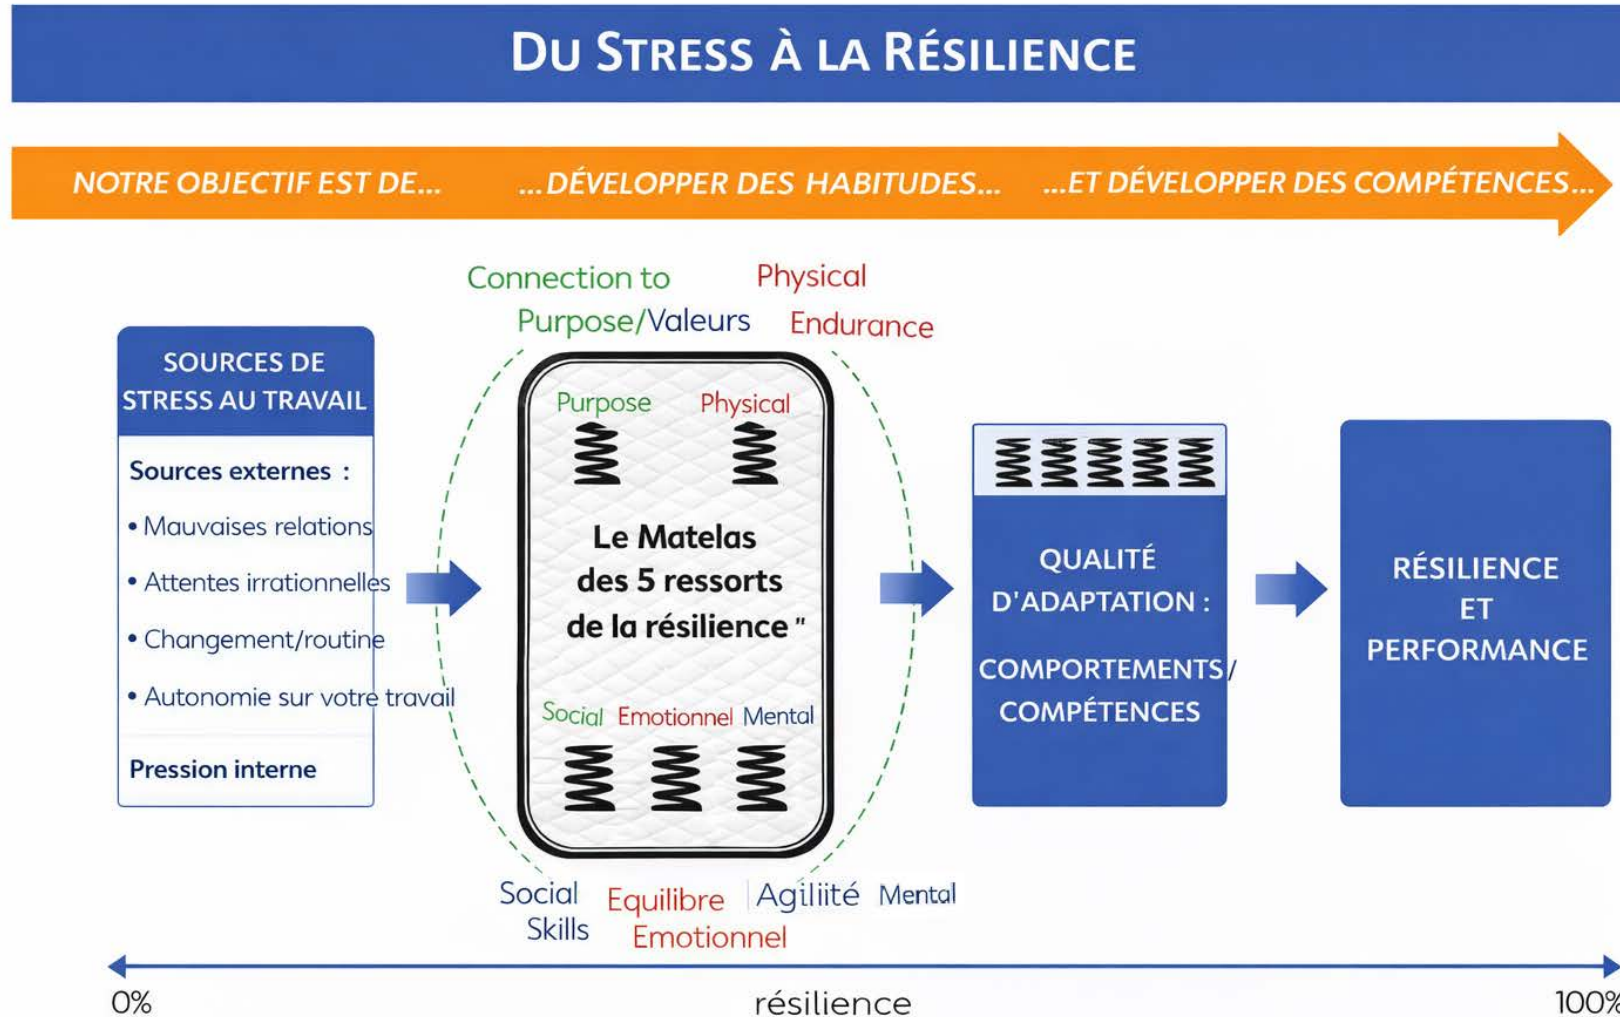 DU STRESS À LA RÉSILIENCE
NOTRE OBJECTIF EST DE...
...DÉVELOPPER DES HABITUDES...
...ET DÉVELOPPER DES COMPÉTENCES...
SOURCES DE
STRESS AU TRAVAIL
Sources externes :
• Mauvaises relations
• Attentes irrationnelles
• Changement/routine
• Autonomie sur votre travail
Pression interne
Connection to
Purpose/Valeurs
Physical
Endurance
Purpose
Physical
Le Matelas
des 5 ressorts
de la résilience "
Social
Emotionnel
Mental
Social
Skills
Equilibre
Emotionnel
Agiliité
Mental
QUALITÉ
D'ADAPTATION :
COMPORTEMENTS/
COMPÉTENCES
RÉSILIENCE
ET
PERFORMANCE
0%
résilience
100%